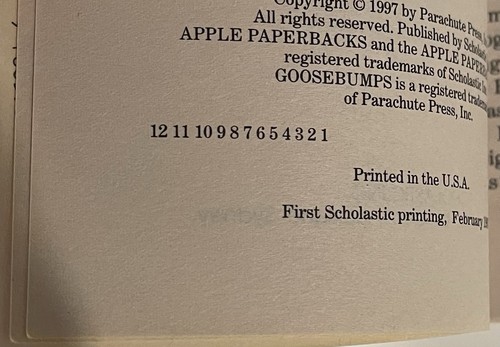 Copyright © 1997 by Parachute Press,
All rights reserved. Published by
APPLE PAPERBACKS and the APPLE
registered trademarks of Scholastic
GOOSEBUMPS is a registered
of Parachute Press, Inc.
12 11 10 9 8 7 6 5 4 3 2 1
Printed in the U.S.A.
First Scholastic printing, February